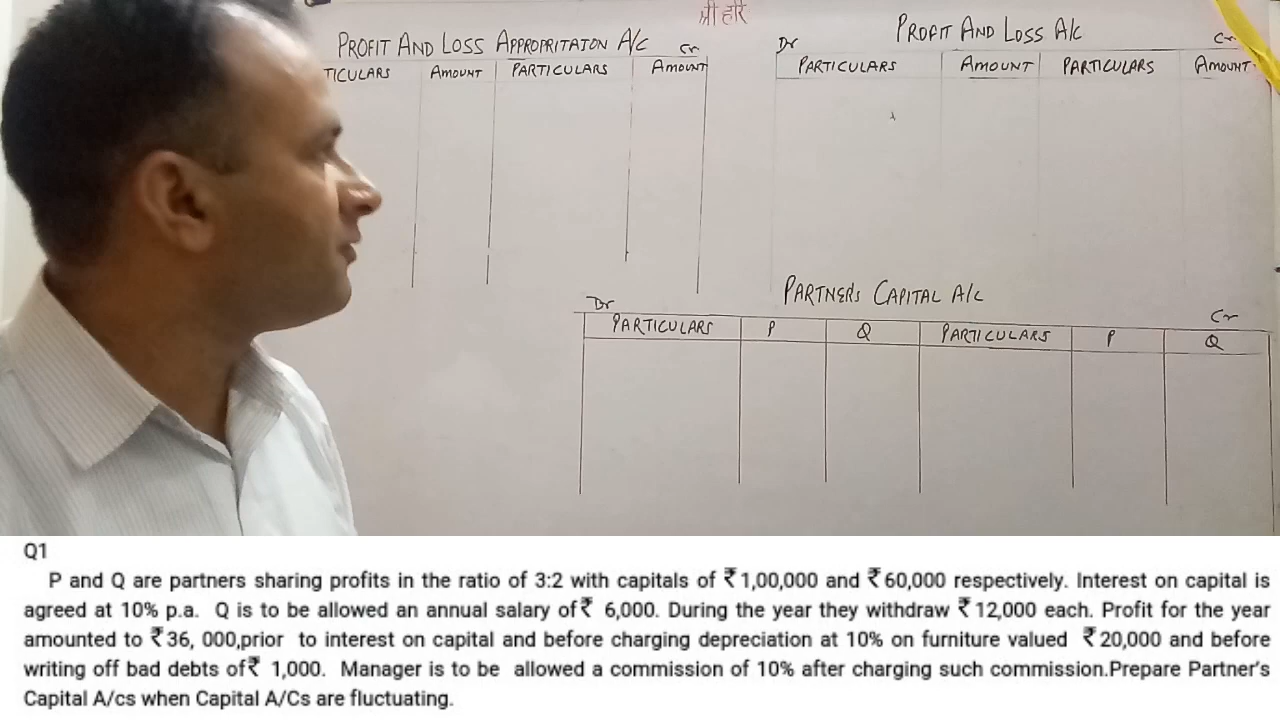 श्री हरि
PROFIT AND LOSS APPROPRITATON A/C
Cr
TICULARS AMOUNT PARTICULARS AMOUNT
PROFIT AND LOSS A/C
Dr Cr
PARTICULARS AMOUNT PARTICULARS AMOUNT
PARTNERS CAPITAL A/C
Dr Cr
PARTICULARS P Q PARTICULARS P Q
Q1
P and Q are partners sharing profits in the ratio of 3:2 with capitals of ₹1,00,000 and ₹60,000 respectively. Interest on capital is
agreed at 10% p.a. Q is to be allowed an annual salary of₹ 6,000. During the year they withdraw ₹12,000 each. Profit for the year
amounted to ₹36, 000,prior to interest on capital and before charging depreciation at 10% on furniture valued ₹20,000 and before
writing off bad debts of₹ 1,000. Manager is to be allowed a commission of 10% after charging such commission.Prepare Partner's
Capital A/cs when Capital A/Cs are fluctuating.